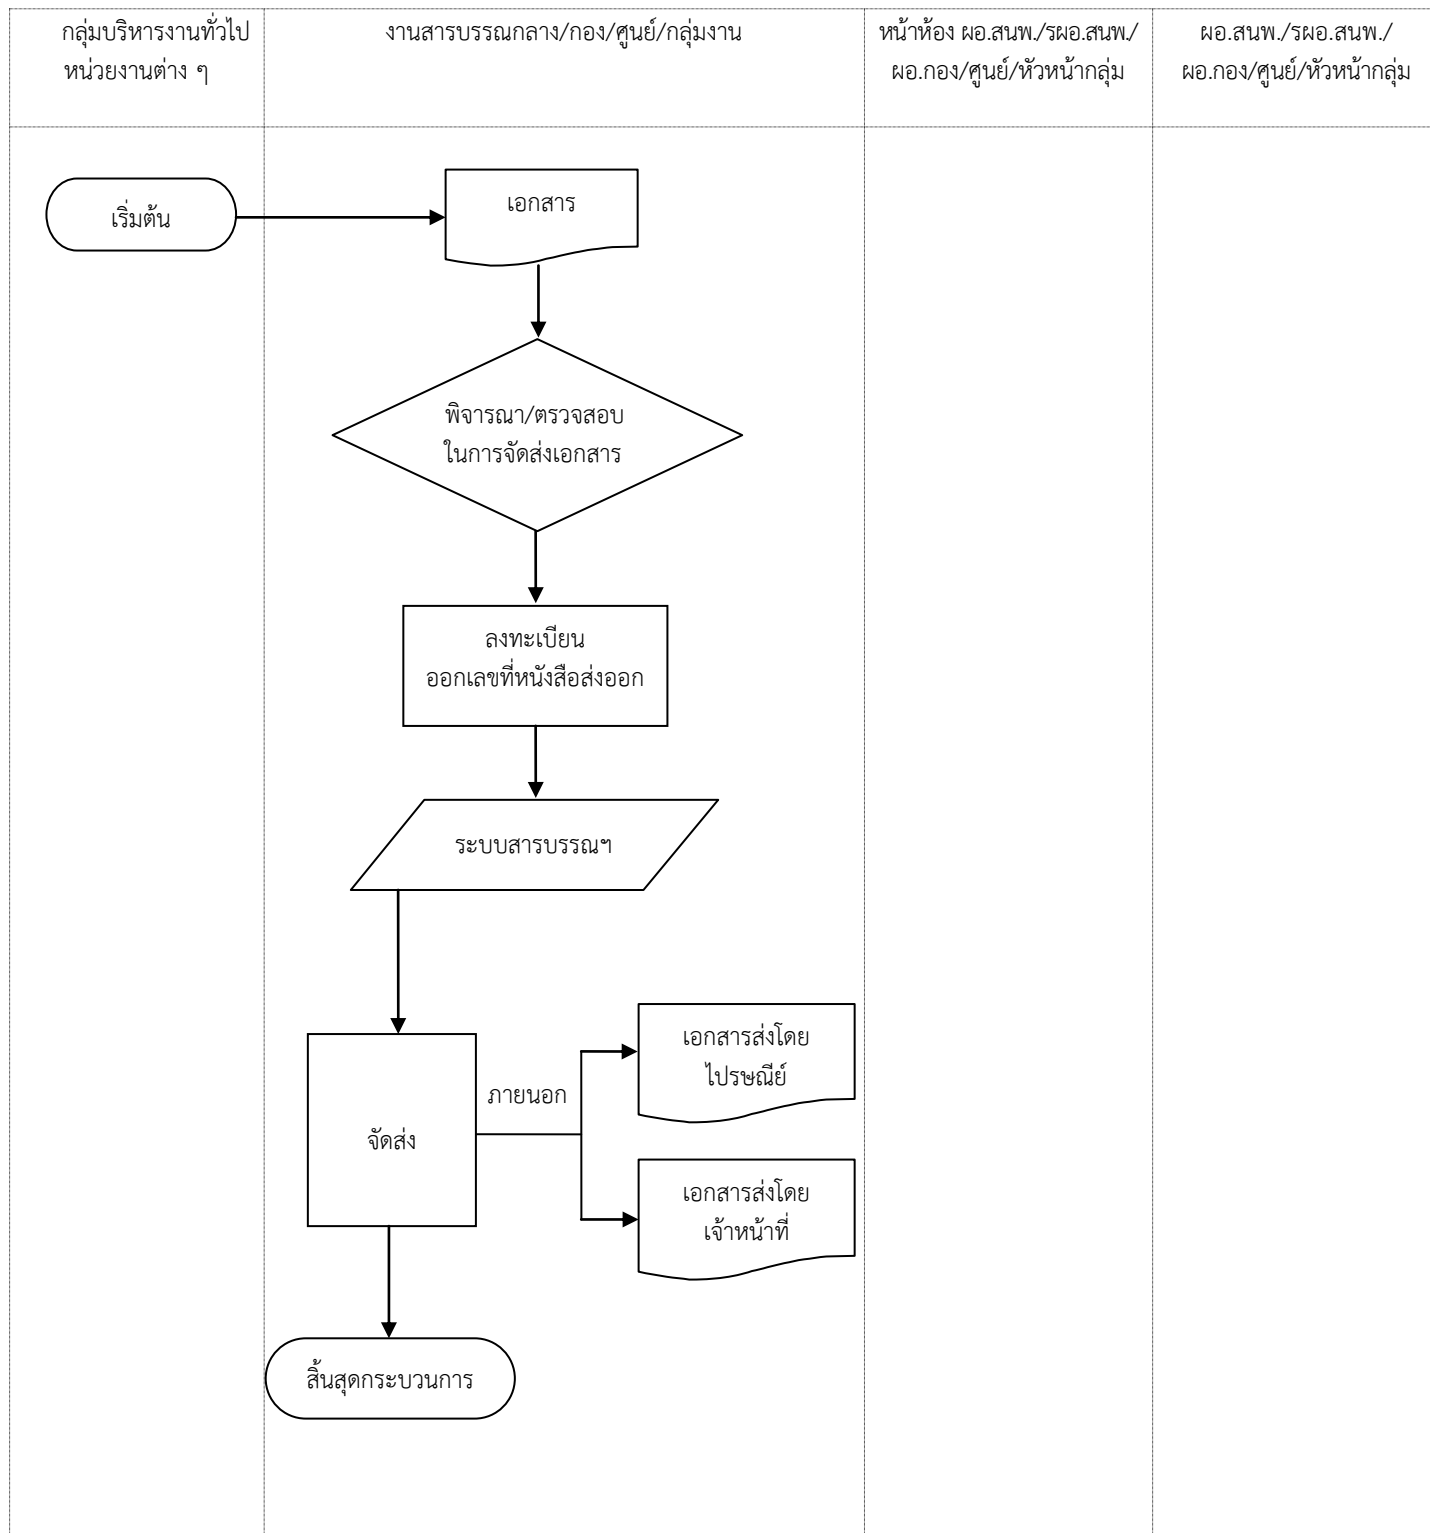 กลุ่มบริหารงานทั่วไป
หน่วยงานต่าง ๆ
งานสารบรรณกลาง/กอง/ศูนย์/กลุ่มงาน
หน้าห้อง ผอ.สนพ./รผอ.สนพ./
ผอ.กอง/ศูนย์/หัวหน้ากลุ่ม
ผอ.สนพ./รผอ.สนพ./
ผอ.กอง/ศูนย์/หัวหน้ากลุ่ม
เริ่มต้น
เอกสาร
พิจารณา/ตรวจสอบ
ในการจัดส่งเอกสาร
ลงทะเบียน
ออกเลขที่หนังสือส่งออก
ระบบสารบรรณฯ
จัดส่ง
ภายนอก
เอกสารส่งโดย
ไปรษณีย์
เอกสารส่งโดย
เจ้าหน้าที่
สิ้นสุดกระบวนการ